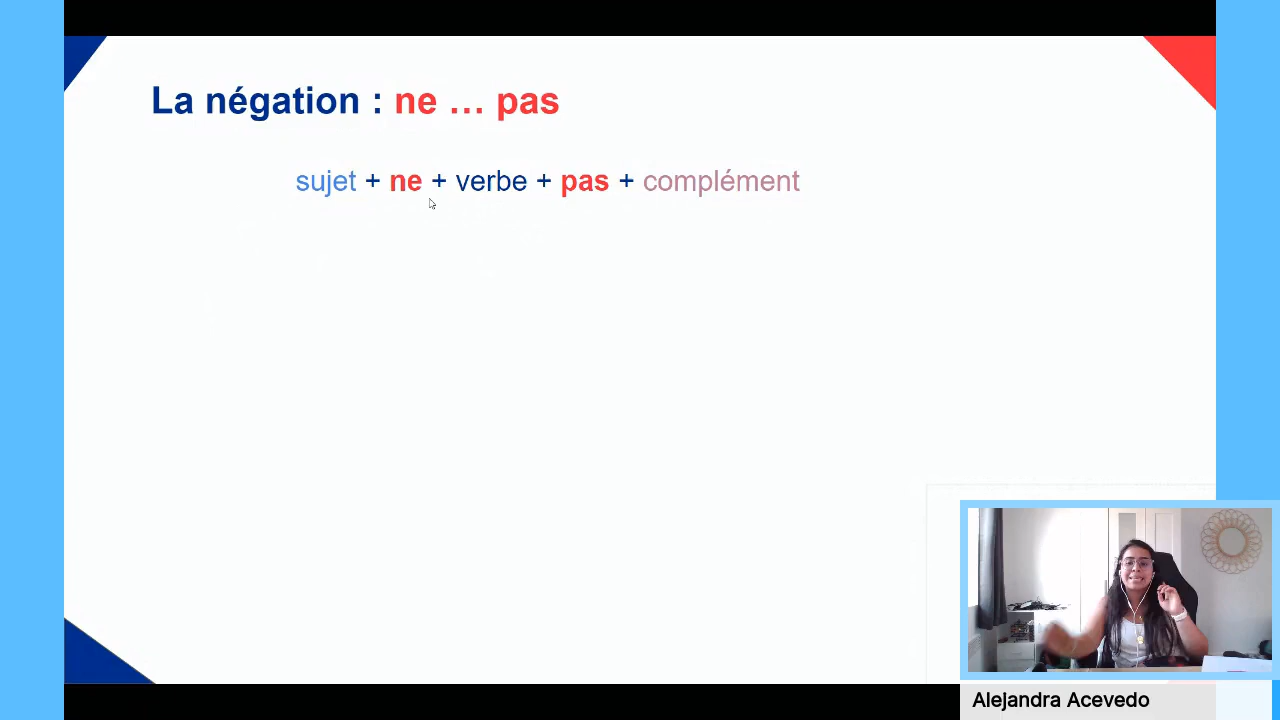 La négation : ne … pas
sujet + ne + verbe + pas + complément
Alejandra Acevedo